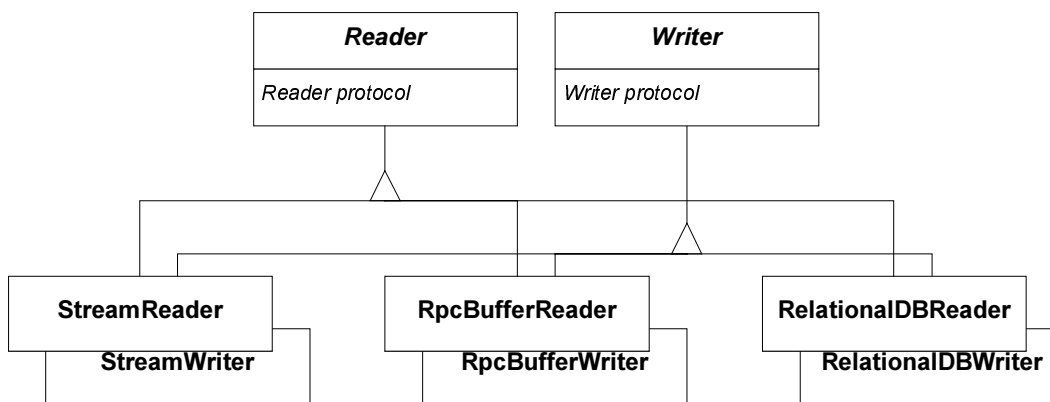 Reader
Writer
Reader protocol
Writer protocol
StreamReader
RpcBufferReader
RelationalDBReader
StreamWriter
RpcBufferWriter
RelationalDBWriter